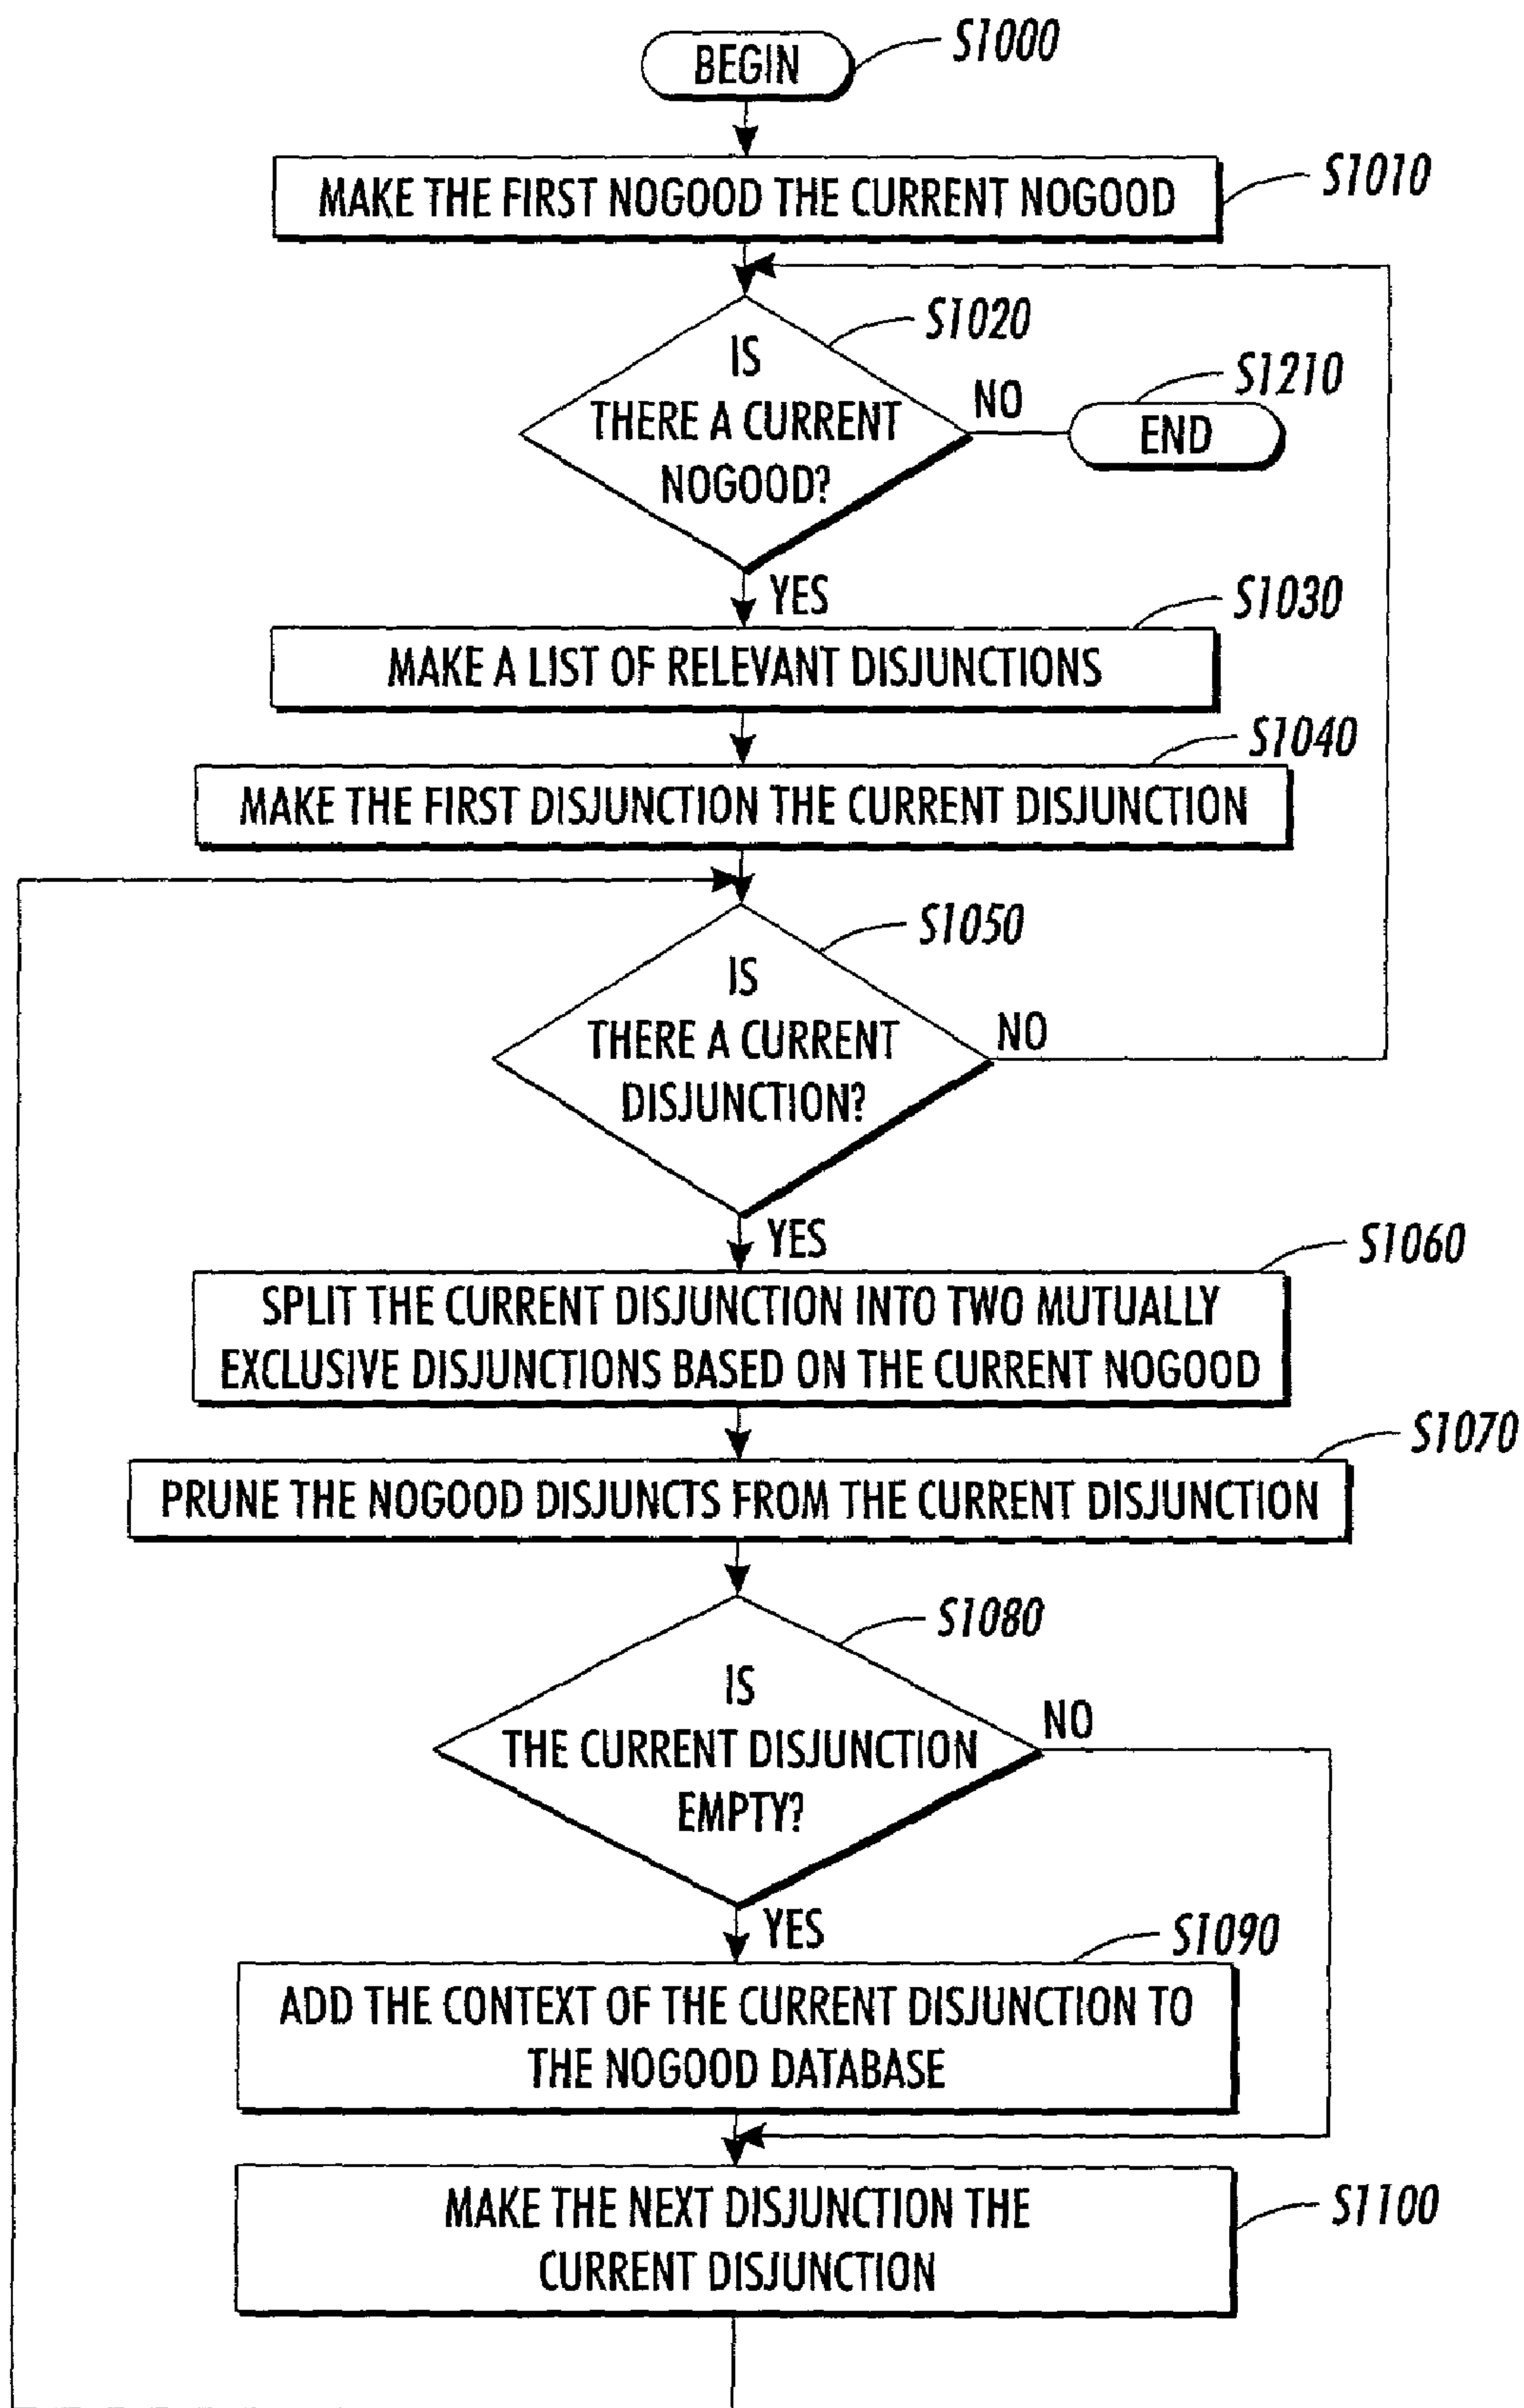 BEGIN
S1000
MAKE THE FIRST NOGOOD THE CURRENT NOGOOD
S1010
IS
THERE A CURRENT
NOGOOD?
S1020
NO
END
S1210
YES
MAKE A LIST OF RELEVANT DISJUNCTIONS
S1030
MAKE THE FIRST DISJUNCTION THE CURRENT DISJUNCTION
S1040
IS
THERE A CURRENT
DISJUNCTION?
S1050
NO
YES
SPLIT THE CURRENT DISJUNCTION INTO TWO MUTUALLY
EXCLUSIVE DISJUNCTIONS BASED ON THE CURRENT NOGOOD
S1060
PRUNE THE NOGOOD DISJUNCTS FROM THE CURRENT DISJUNCTION
S1070
IS
THE CURRENT DISJUNCTION
EMPTY?
S1080
NO
YES
ADD THE CONTEXT OF THE CURRENT DISJUNCTION TO
THE NOGOOD DATABASE
S1090
MAKE THE NEXT DISJUNCTION THE
CURRENT DISJUNCTION
S1100